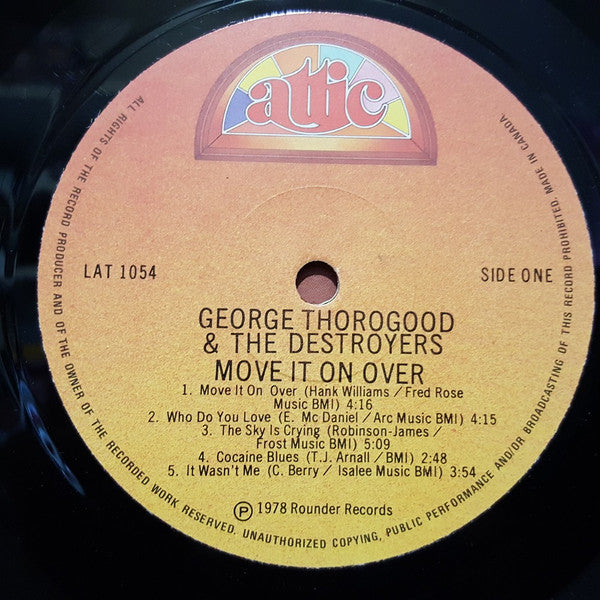 attic
LAT 1054
SIDE ONE
GEORGE THOROGOOD
& THE DESTROYERS
MOVE IT ON OVER
1. Move It On Over (Hank Williams / Fred Rose
Music BMI) 4:16
2. Who Do You Love (E. Mc Daniel / Arc Music BMI) 4:15
3. The Sky Is Crying (Robinson-James /
Frost Music BMI) 5:09
4. Cocaine Blues (T.J. Arnall / BMI) 2:48
5. It Wasn't Me (C. Berry / Isalee Music BMI) 3:54
Ⓟ 1978 Rounder Records
ALL RIGHTS OF THE RECORD PRODUCER AND OF THE OWNER OF THE RECORDED WORK RESERVED. UNAUTHORIZED COPYING, PUBLIC PERFORMANCE AND/OR BROADCASTING OF THIS RECORD PROHIBITED. MADE IN CANADA.